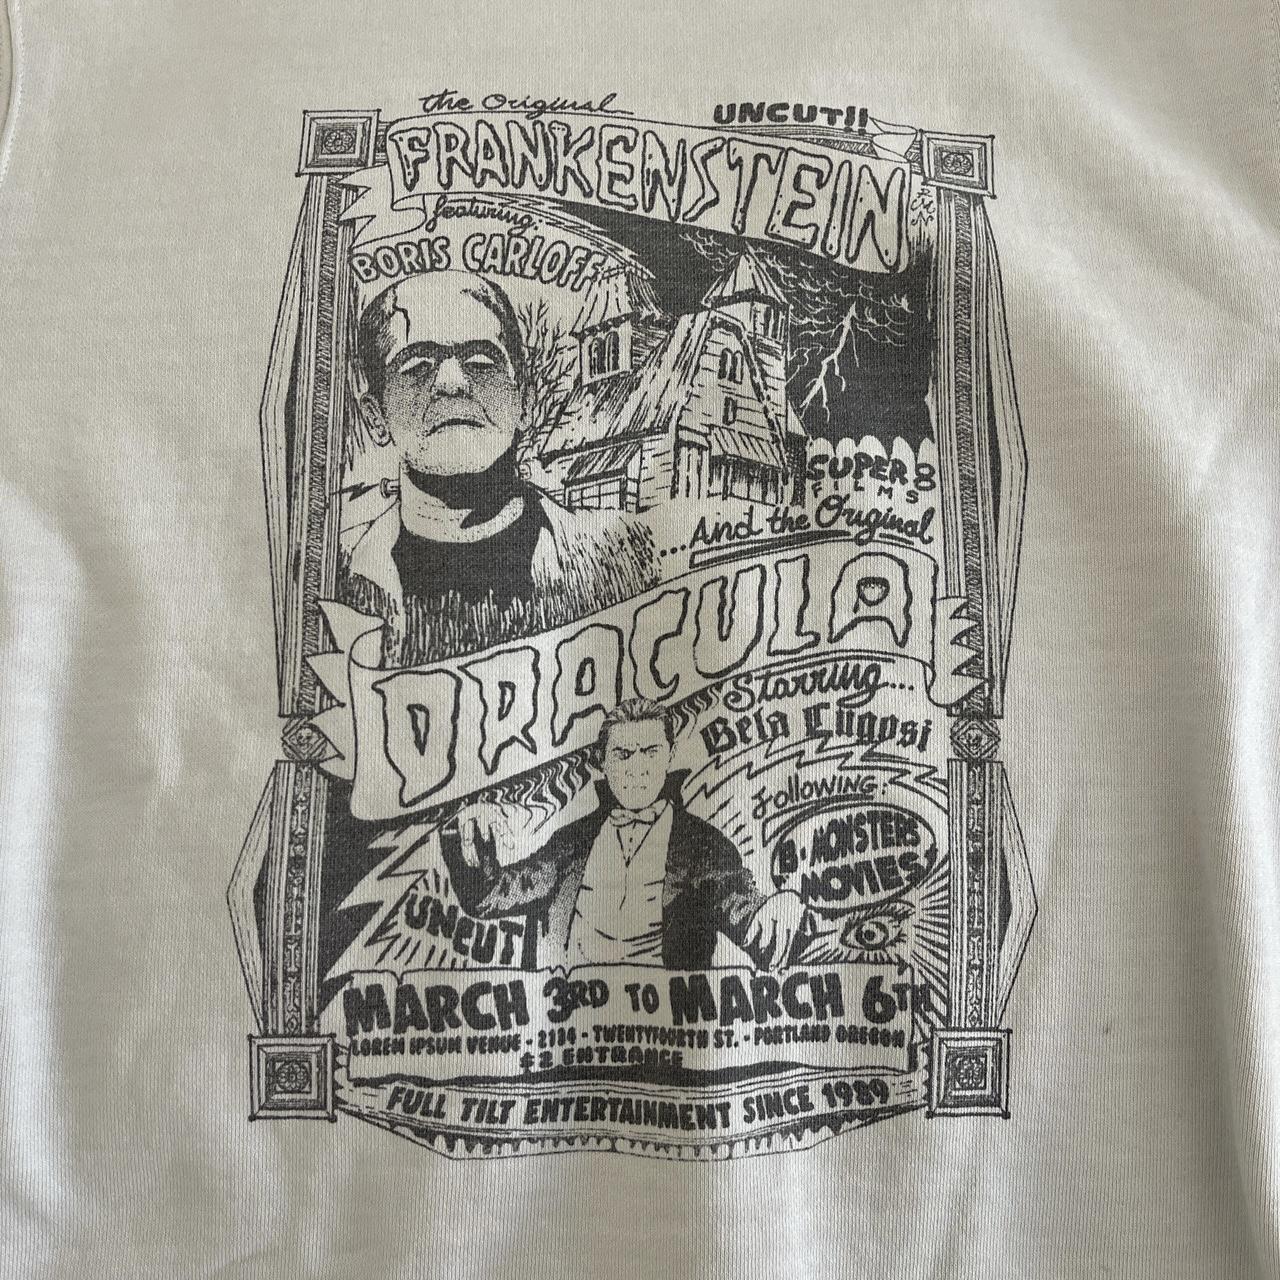 the Original
UNCUT!!
FRANKENSTEIN
featuring:
BORIS CARLOFF
SUPER 8
FILMS
...And the Original
DRACULA
Starring...
Bela Lugosi
Following:
B-MONSTERS
MOVIES
UNCUT!
MARCH 3RD TO MARCH 6TH
LOREM IPSUM VENUE - 2134 - TWENTYFOURTH ST. - PORTLAND OREGON
$2 ENTRANCE
FULL TILT ENTERTAINMENT SINCE 1989